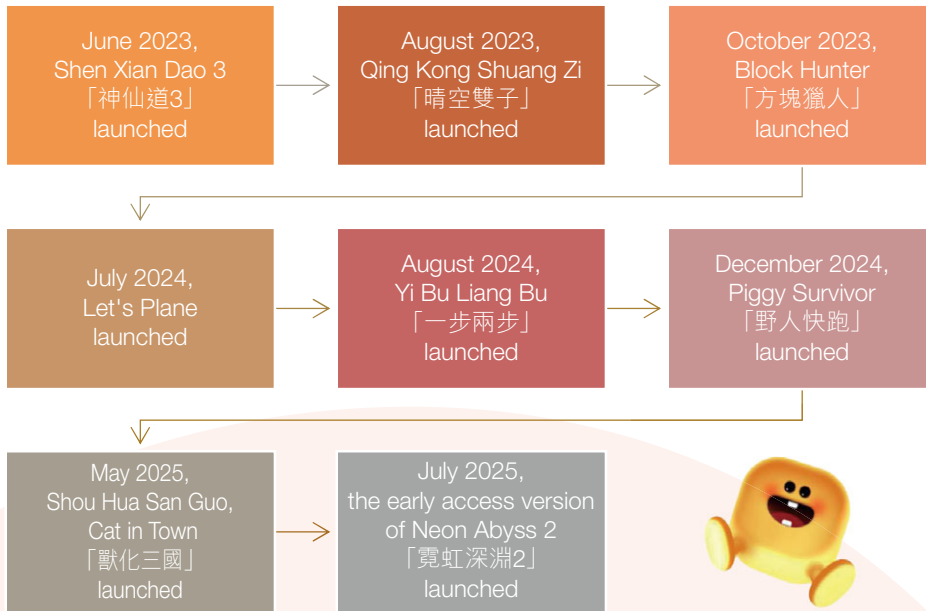 June 2023,
Shen Xian Dao 3
「神仙道3」
launched
August 2023,
Qing Kong Shuang Zi
「晴空雙子」
launched
October 2023,
Block Hunter
「方塊獵人」
launched
July 2024,
Let's Plane
launched
August 2024,
Yi Bu Liang Bu
「一步兩步」
launched
December 2024,
Piggy Survivor
「野人快跑」
launched
May 2025,
Shou Hua San Guo,
Cat in Town
「獸化三國」
launched
July 2025,
the early access version
of Neon Abyss 2
「霓虹深淵2」
launched